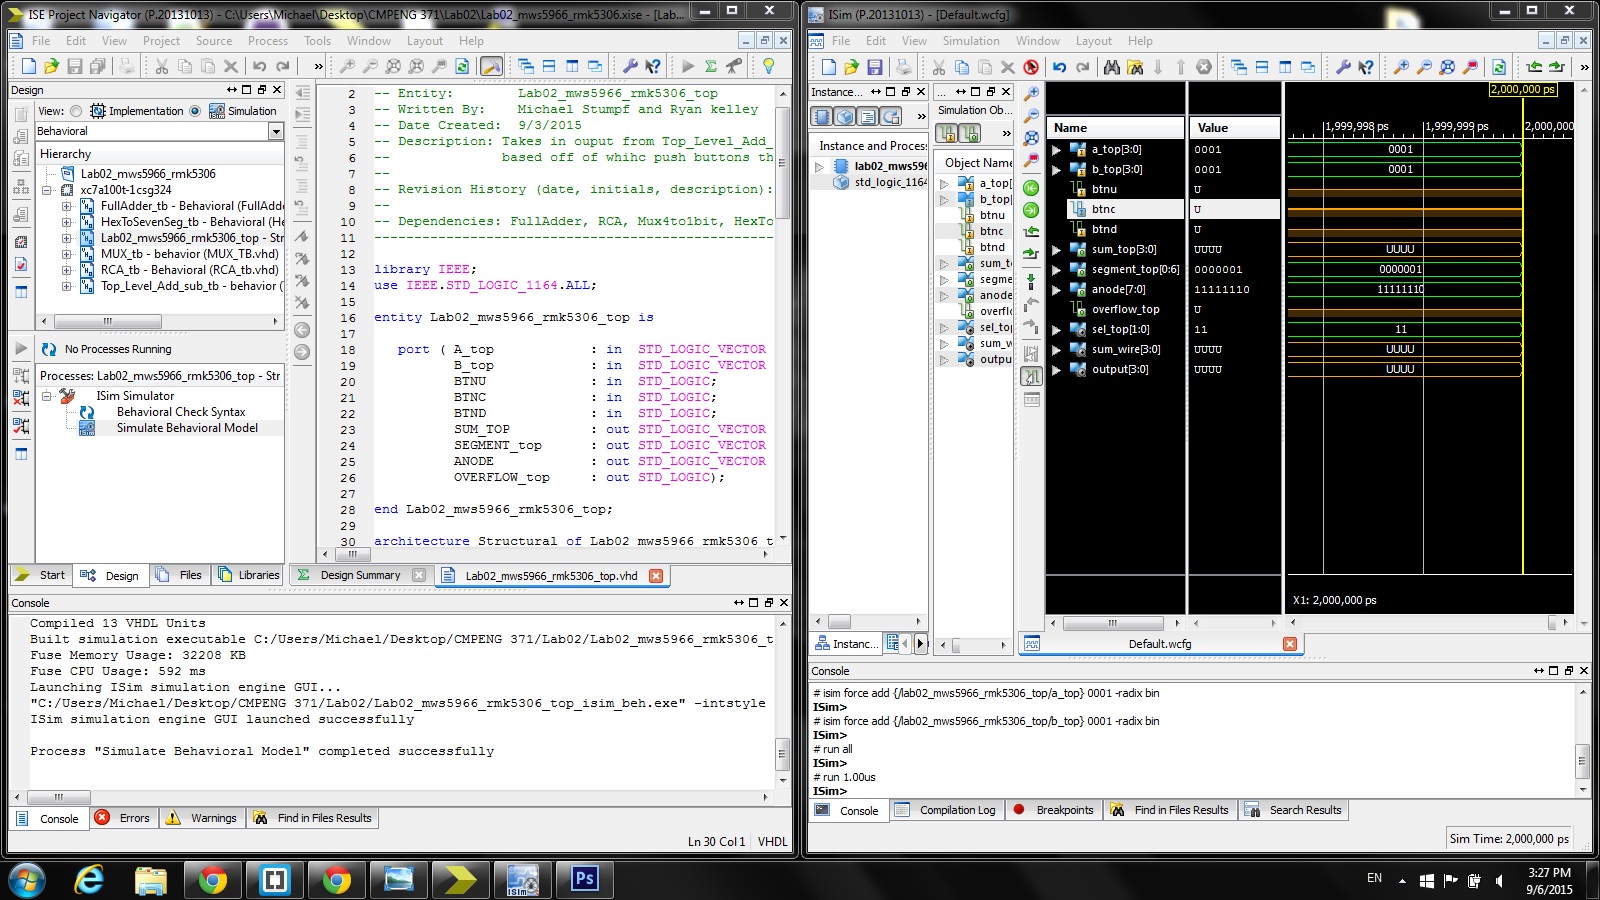 ISE Project Navigator (P.20131013) - C:\Users\Michael\Desktop\CMPENG 371\Lab02\Lab02_mws5966_rmk5306.xise - [Lab...
File Edit View Project Source Process Tools Window Layout Help
Design
View: Implementation Simulation
Behavioral
Hierarchy
Lab02_mws5966_rmk5306
xc7a100t-1csg324
FullAdder_tb - Behavioral (FullAdde
HexToSevenSeg_tb - Behavioral (He
Lab02_mws5966_rmk5306_top - Str
MUX_tb - behavior (MUX_TB.vhd)
RCA_tb - Behavioral (RCA_tb.vhd)
Top_Level_Add_sub_tb - behavior (
No Processes Running
Processes: Lab02_mws5966_rmk5306_top - Str
ISim Simulator
Behavioral Check Syntax
Simulate Behavioral Model
Start Design Files Libraries
2 -- Entity: Lab02_mws5966_rmk5306_top
3 -- Written By: Michael Stumpf and Ryan kelley
4 -- Date Created: 9/3/2015
5 -- Description: Takes in ouput from Top_Level_Add_
6 -- based off of whihc push buttons th
7 --
8 -- Revision History (date, initials, description):
9 --
10 -- Dependencies: FullAdder, RCA, Mux4to1bit, HexTo
11 --------------------------------------------------
12
13 library IEEE;
14 use IEEE.STD_LOGIC_1164.ALL;
15
16 entity Lab02_mws5966_rmk5306_top is
17
18 port ( A_top : in STD_LOGIC_VECTOR
19 B_top : in STD_LOGIC_VECTOR
20 BTNU : in STD_LOGIC;
21 BTNC : in STD_LOGIC;
22 BTND : in STD_LOGIC;
23 SUM_TOP : out STD_LOGIC_VECTOR
24 SEGMENT_top : out STD_LOGIC_VECTOR
25 ANODE : out STD_LOGIC_VECTOR
26 OVERFLOW_top : out STD_LOGIC);
27
28 end Lab02_mws5966_rmk5306_top;
29
30 architecture Structural of Lab02_mws5966_rmk5306_t
Design Summary Lab02_mws5966_rmk5306_top.vhd
Console
Compiled 13 VHDL Units
Built simulation executable C:/Users/Michael/Desktop/CMPENG 371/Lab02/Lab02_mws5966_rmk5306_t
Fuse Memory Usage: 32208 KB
Fuse CPU Usage: 592 ms
Launching ISim simulation engine GUI...
"C:/Users/Michael/Desktop/CMPENG 371/Lab02/Lab02_mws5966_rmk5306_top_isim_beh.exe" -intstyle
ISim simulation engine GUI launched successfully
Process "Simulate Behavioral Model" completed successfully
Console Errors Warnings Find in Files Results
Ln 30 Col 1 VHDL
ISim (P.20131013) - [Default.wcfg]
File Edit View Simulation Window Layout Help
Instance...
Instance and Proces
lab02_mws596
std_logic_1164
Instanc...
...
Simulation Ob...
Object Name
a_top[
b_top[
btnu
btnc
btnd
sum_to
segme
anode
overflo
sel_top
sum_w
outpu
Name Value
a_top[3:0] 0001
b_top[3:0] 0001
btnu U
btnc U
btnd U
sum_top[3:0] UUUU
segment_top[0:6] 0000001
anode[7:0] 11111110
overflow_top U
sel_top[1:0] 11
sum_wire[3:0] UUUU
output[3:0] UUUU
2,000,000 ps
1,999,998 ps 1,999,999 ps 2,000,000
0001
0001
UUUU
0000001
11111110
11
UUUU
UUUU
X1: 2,000,000 ps
Default.wcfg
Console
# isim force add {/lab02_mws5966_rmk5306_top/a_top} 0001 -radix bin
ISim>
# isim force add {/lab02_mws5966_rmk5306_top/b_top} 0001 -radix bin
ISim>
# run all
ISim>
# run 1.00us
ISim>
Console Compilation Log Breakpoints Find in Files Results Search Results
Sim Time: 2,000,000 ps
ISim
Ps
EN
3:27 PM
9/6/2015